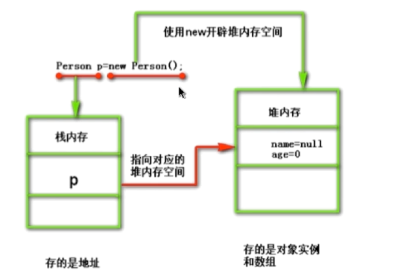 使用new开辟堆内存空间
Person p=new Person();
栈内存
p
指向对应的
堆内存空间
堆内存
name=null
age=0
存的是地址
存的是对象实例
和数组